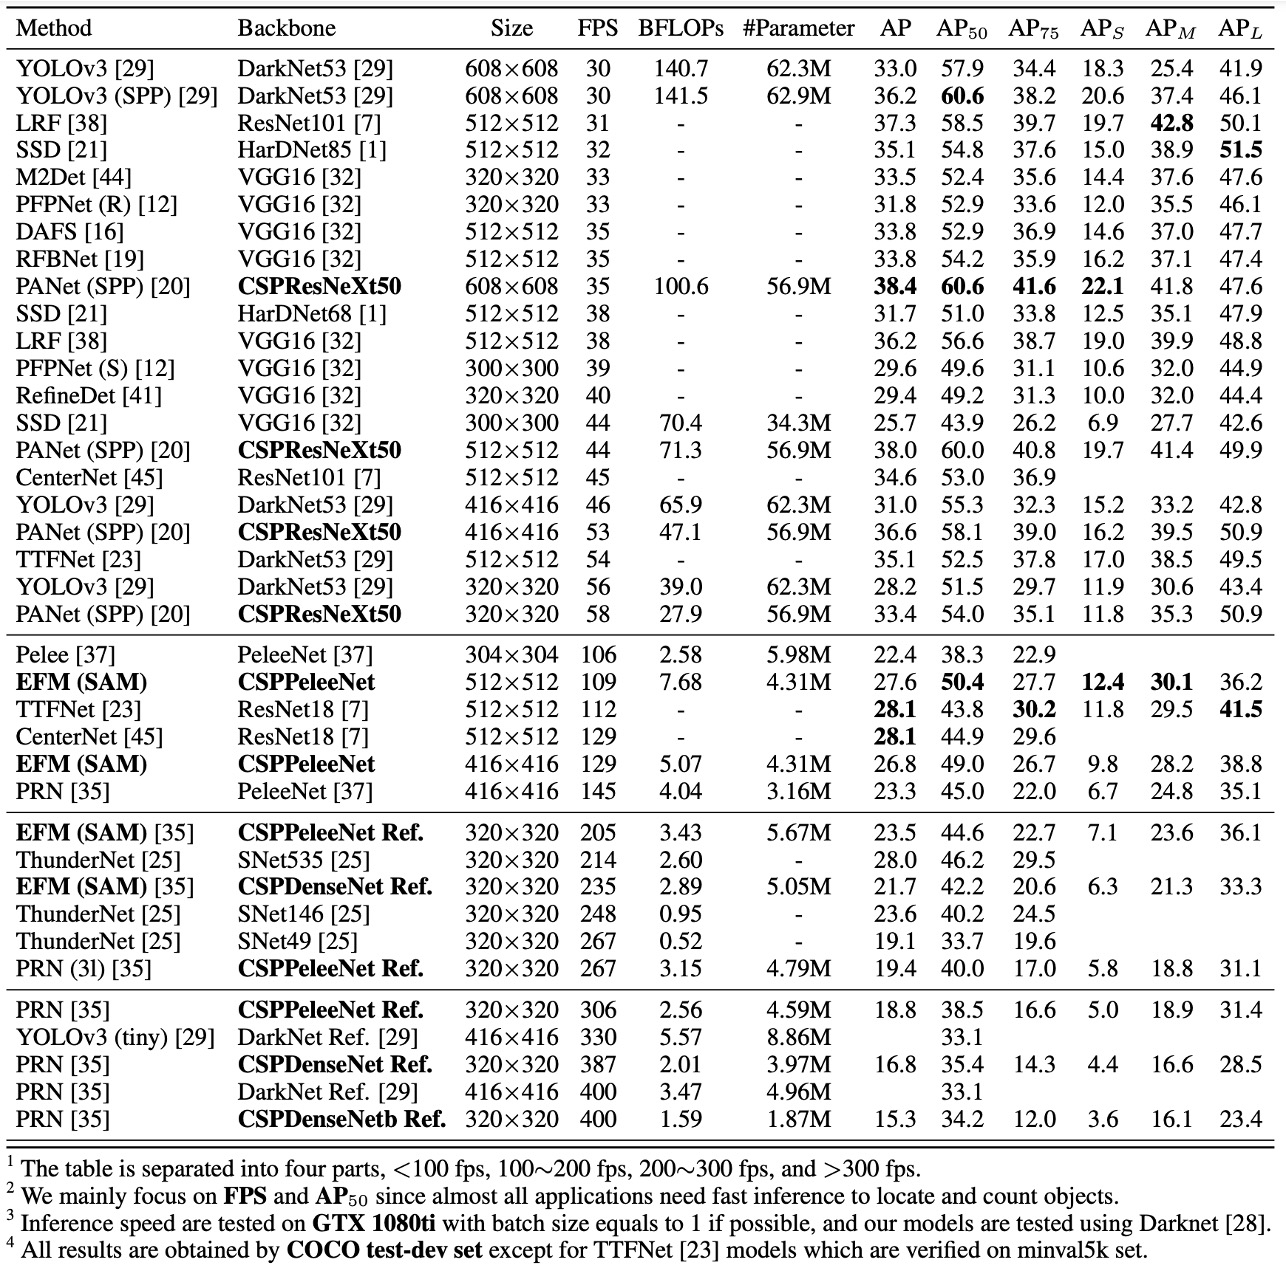 Method Backbone Size FPS BFLOPs #Parameter AP AP50 AP75 APS APM APL
YOLOv3 [29] DarkNet53 [29] 608×608 30 140.7 62.3M 33.0 57.9 34.4 18.3 25.4 41.9
YOLOv3 (SPP) [29] DarkNet53 [29] 608×608 30 141.5 62.9M 36.2 60.6 38.2 20.6 37.4 46.1
LRF [38] ResNet101 [7] 512×512 31 - - 37.3 58.5 39.7 19.7 42.8 50.1
SSD [21] HarDNet85 [1] 512×512 32 - - 35.1 54.8 37.6 15.0 38.9 51.5
M2Det [44] VGG16 [32] 320×320 33 - - 33.5 52.4 35.6 14.4 37.6 47.6
PFPNet (R) [12] VGG16 [32] 320×320 33 - - 31.8 52.9 33.6 12.0 35.5 46.1
DAFS [16] VGG16 [32] 512×512 35 - - 33.8 52.9 36.9 14.6 37.0 47.7
RFBNet [19] VGG16 [32] 512×512 35 - - 33.8 54.2 35.9 16.2 37.1 47.4
PANet (SPP) [20] CSPResNeXt50 608×608 35 100.6 56.9M 38.4 60.6 41.6 22.1 41.8 47.6
SSD [21] HarDNet68 [1] 512×512 38 - - 31.7 51.0 33.8 12.5 35.1 47.9
LRF [38] VGG16 [32] 512×512 38 - - 36.2 56.6 38.7 19.0 39.9 48.8
PFPNet (S) [12] VGG16 [32] 300×300 39 - - 29.6 49.6 31.1 10.6 32.0 44.9
RefineDet [41] VGG16 [32] 320×320 40 - - 29.4 49.2 31.3 10.0 32.0 44.4
SSD [21] VGG16 [32] 300×300 44 70.4 34.3M 25.7 43.9 26.2 6.9 27.7 42.6
PANet (SPP) [20] CSPResNeXt50 512×512 44 71.3 56.9M 38.0 60.0 40.8 19.7 41.4 49.9
CenterNet [45] ResNet101 [7] 512×512 45 - - 34.6 53.0 36.9
YOLOv3 [29] DarkNet53 [29] 416×416 46 65.9 62.3M 31.0 55.3 32.3 15.2 33.2 42.8
PANet (SPP) [20] CSPResNeXt50 416×416 53 47.1 56.9M 36.6 58.1 39.0 16.2 39.5 50.9
TTFNet [23] DarkNet53 [29] 512×512 54 - - 35.1 52.5 37.8 17.0 38.5 49.5
YOLOv3 [29] DarkNet53 [29] 320×320 56 39.0 62.3M 28.2 51.5 29.7 11.9 30.6 43.4
PANet (SPP) [20] CSPResNeXt50 320×320 58 27.9 56.9M 33.4 54.0 35.1 11.8 35.3 50.9
Pelee [37] PeleeNet [37] 304×304 106 2.58 5.98M 22.4 38.3 22.9
EFM (SAM) CSPPeleeNet 512×512 109 7.68 4.31M 27.6 50.4 27.7 12.4 30.1 36.2
TTFNet [23] ResNet18 [7] 512×512 112 - - 28.1 43.8 30.2 11.8 29.5 41.5
CenterNet [45] ResNet18 [7] 512×512 129 - - 28.1 44.9 29.6
EFM (SAM) CSPPeleeNet 416×416 129 5.07 4.31M 26.8 49.0 26.7 9.8 28.2 38.8
PRN [35] PeleeNet [37] 416×416 145 4.04 3.16M 23.3 45.0 22.0 6.7 24.8 35.1
EFM (SAM) [35] CSPPeleeNet Ref. 320×320 205 3.43 5.67M 23.5 44.6 22.7 7.1 23.6 36.1
ThunderNet [25] SNet535 [25] 320×320 214 2.60 - 28.0 46.2 29.5
EFM (SAM) [35] CSPDenseNet Ref. 320×320 235 2.89 5.05M 21.7 42.2 20.6 6.3 21.3 33.3
ThunderNet [25] SNet146 [25] 320×320 248 0.95 - 23.6 40.2 24.5
ThunderNet [25] SNet49 [25] 320×320 267 0.52 - 19.1 33.7 19.6
PRN (3l) [35] CSPPeleeNet Ref. 320×320 267 3.15 4.79M 19.4 40.0 17.0 5.8 18.8 31.1
PRN [35] CSPPeleeNet Ref. 320×320 306 2.56 4.59M 18.8 38.5 16.6 5.0 18.9 31.4
YOLOv3 (tiny) [29] DarkNet Ref. [29] 416×416 330 5.57 8.86M 33.1
PRN [35] CSPDenseNet Ref. 320×320 387 2.01 3.97M 16.8 35.4 14.3 4.4 16.6 28.5
PRN [35] DarkNet Ref. [29] 416×416 400 3.47 4.96M 33.1
PRN [35] CSPDenseNetb Ref. 320×320 400 1.59 1.87M 15.3 34.2 12.0 3.6 16.1 23.4
1 The table is separated into four parts, <100 fps, 100∼200 fps, 200∼300 fps, and >300 fps.
2 We mainly focus on FPS and AP50 since almost all applications need fast inference to locate and count objects.
3 Inference speed are tested on GTX 1080ti with batch size equals to 1 if possible, and our models are tested using Darknet [28].
4 All results are obtained by COCO test-dev set except for TTFNet [23] models which are verified on minval5k set.